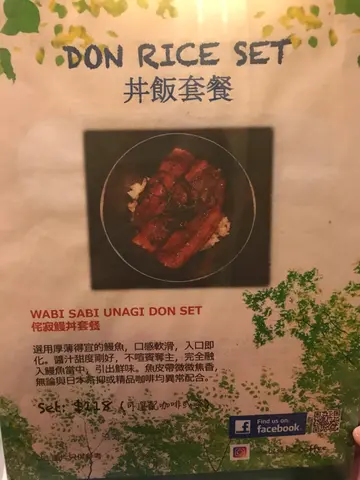 DON RICE SET
丼飯套餐
WABI SABI UNAGI DON SET
侘寂鰻丼套餐
選用厚薄得宜的鰻魚，口感軟滑，入口即
化。醬汁甜度剛好，不喧賓奪主，完全融
入鰻魚當中，引出鮮味。魚皮帶微微焦香，
無論與日本
精品咖啡均異常配合。
Set: $228
Find us on
facebook